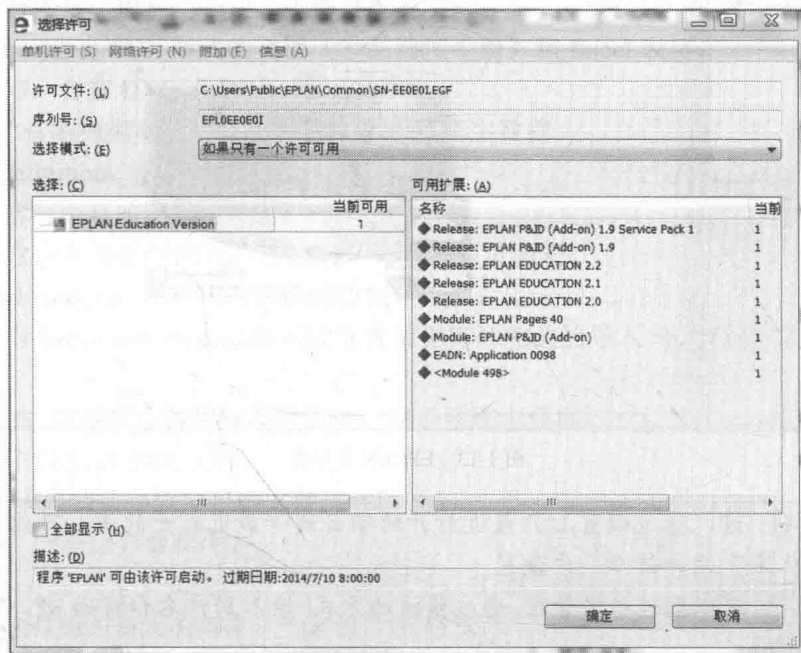 选择许可
单机许可 (S) 网络许可 (N) 附加 (E) 信息 (A)
许可文件: (L) C:\Users\Public\EPLAN\Common\SN-EE0E0I.EGF
序列号: (S) EPL0EE0E0I
选择模式: (E) 如果只有一个许可可用
选择: (C)
当前可用
EPLAN Education Version 1
可用扩展: (A)
名称 当前
Release: EPLAN P&ID (Add-on) 1.9 Service Pack 1 1
Release: EPLAN P&ID (Add-on) 1.9 1
Release: EPLAN EDUCATION 2.2 1
Release: EPLAN EDUCATION 2.1 1
Release: EPLAN EDUCATION 2.0 1
Module: EPLAN Pages 40 1
Module: EPLAN P&ID (Add-on) 1
EADN: Application 0098 1
<Module 498> 1
全部显示 (H)
描述: (D)
程序 'EPLAN' 可由该许可启动。 过期日期:2014/7/10 8:00:00
确定 取消